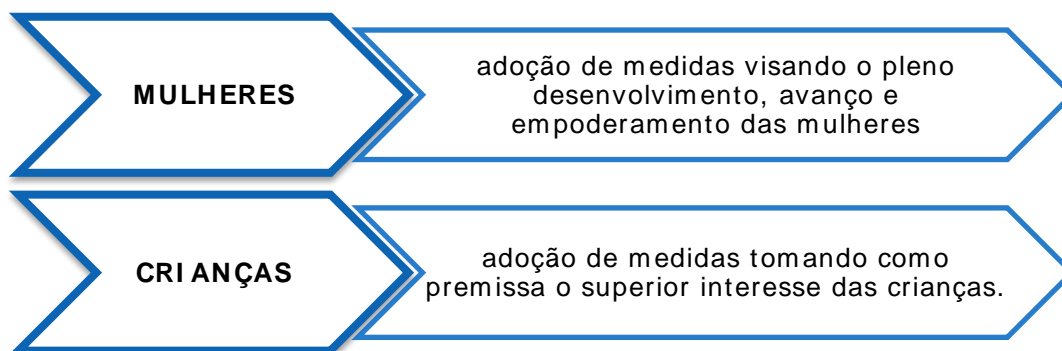 MULHERES
adoção de medidas visando o pleno
desenvolvimento, avanço e
empoderamento das mulheres
CRIANÇAS
adoção de medidas tomando como
premissa o superior interesse das crianças.